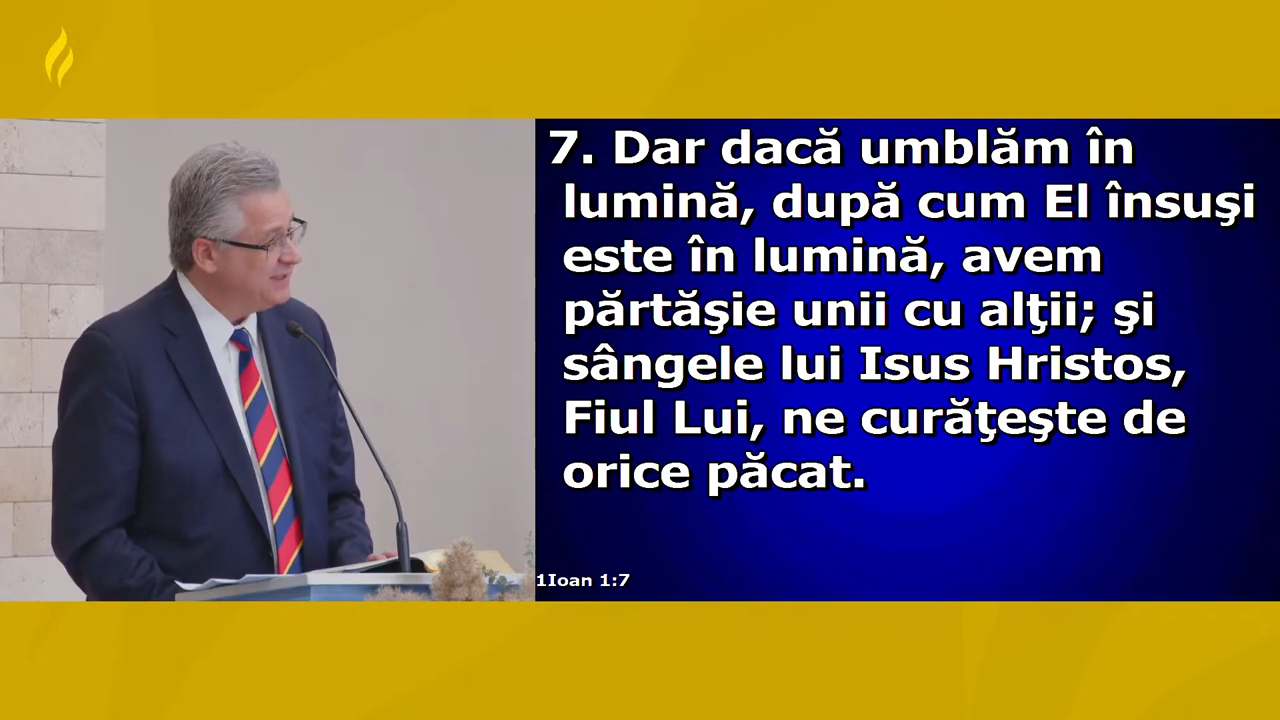 7. Dar dacă umblăm în
lumină, după cum El însuşi
este în lumină, avem
părtăşie unii cu alţii; şi
sângele lui Isus Hristos,
Fiul Lui, ne curăţeşte de
orice păcat.
1Ioan 1:7